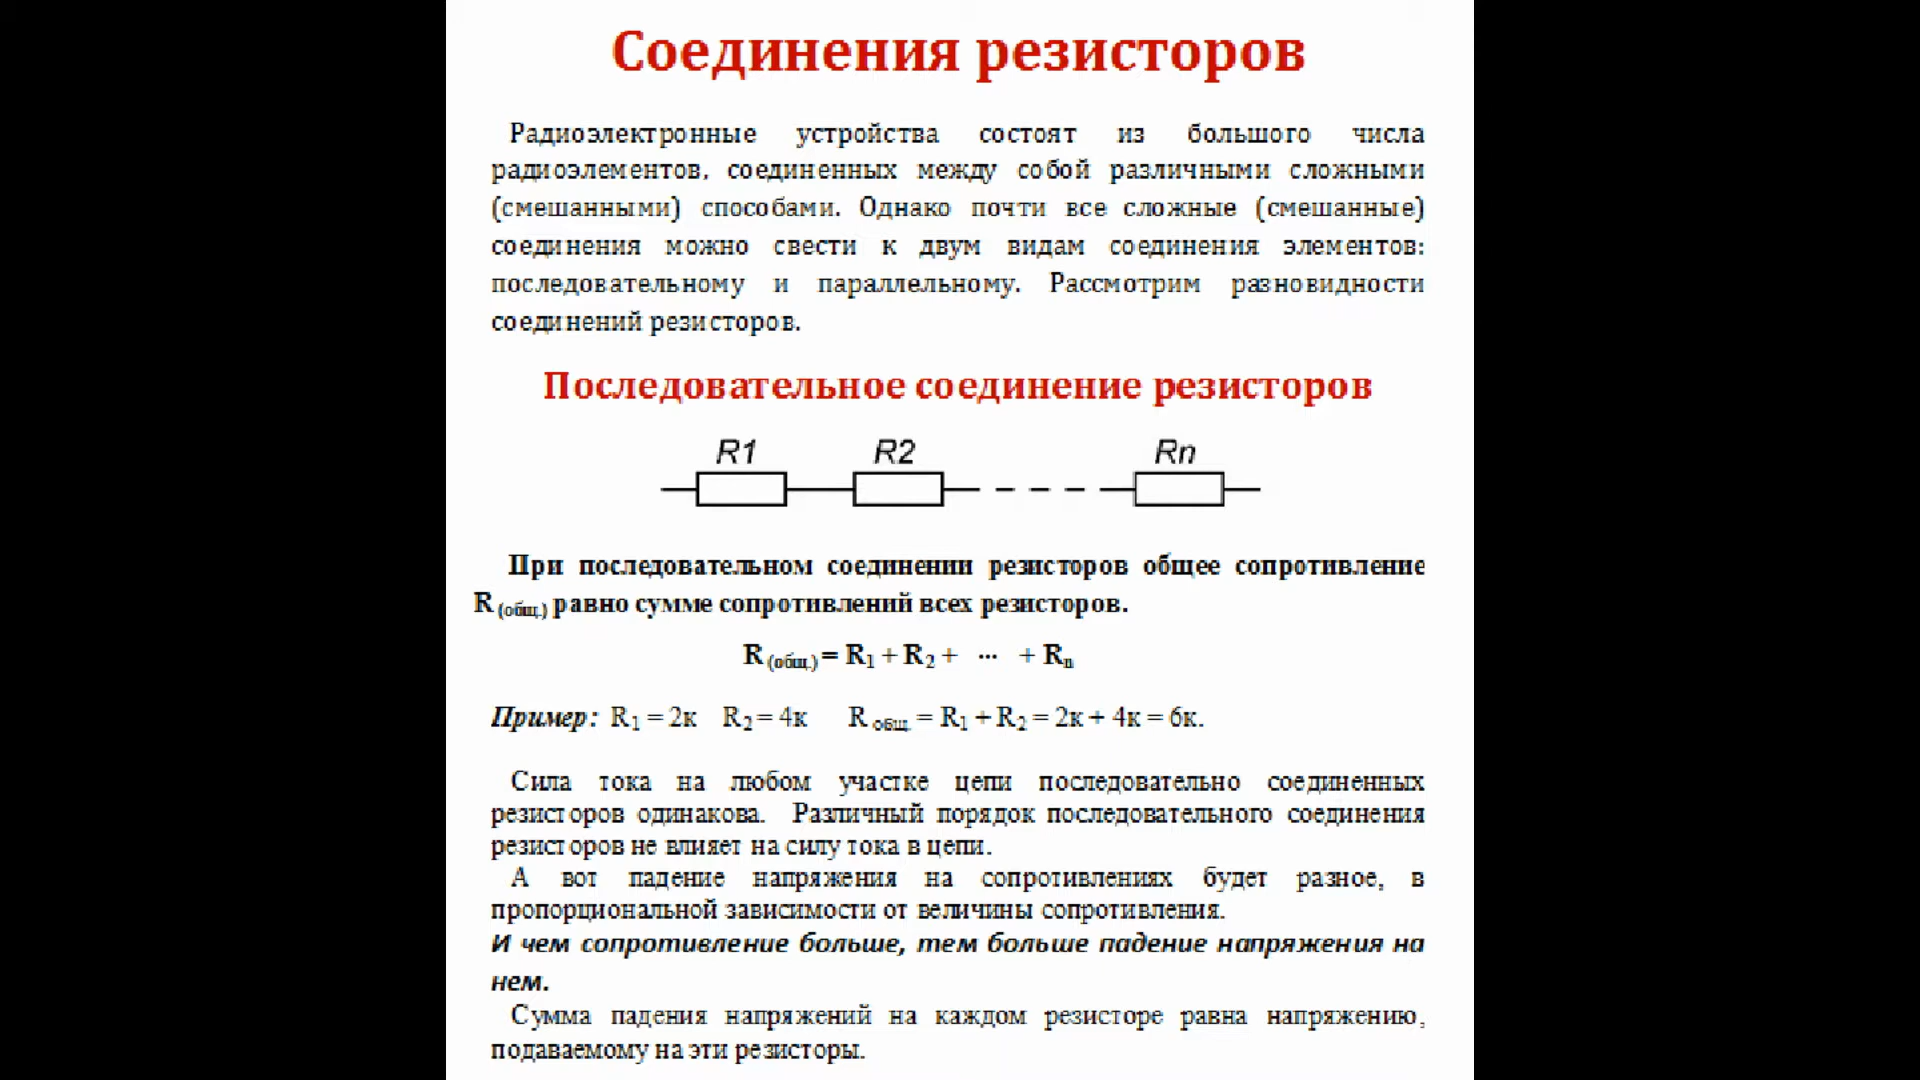 Соединения резисторов
Радиоэлектронные устройства состоят из большого числа
радиоэлементов, соединенных между собой различными сложными
(смешанными) способами. Однако почти все сложные (смешанные)
соединения можно свести к двум видам соединения элементов:
последовательному и параллельному. Рассмотрим разновидности
соединений резисторов.
Последовательное соединение резисторов
R1 R2 Rn
При последовательном соединении резисторов общее сопротивление
R (общ.) равно сумме сопротивлений всех резисторов.
R (общ.) = R1 + R2 + ... + Rn
Пример: R1 = 2к R2 = 4к R общ. = R1 + R2 = 2к + 4к = 6к.
Сила тока на любом участке цепи последовательно соединенных
резисторов одинакова. Различный порядок последовательного соединения
резисторов не влияет на силу тока в цепи.
А вот падение напряжения на сопротивлениях будет разное, в
пропорциональной зависимости от величины сопротивления.
И чем сопротивление больше, тем больше падение напряжения на
нем.
Сумма падения напряжений на каждом резисторе равна напряжению,
подаваемому на эти резисторы.